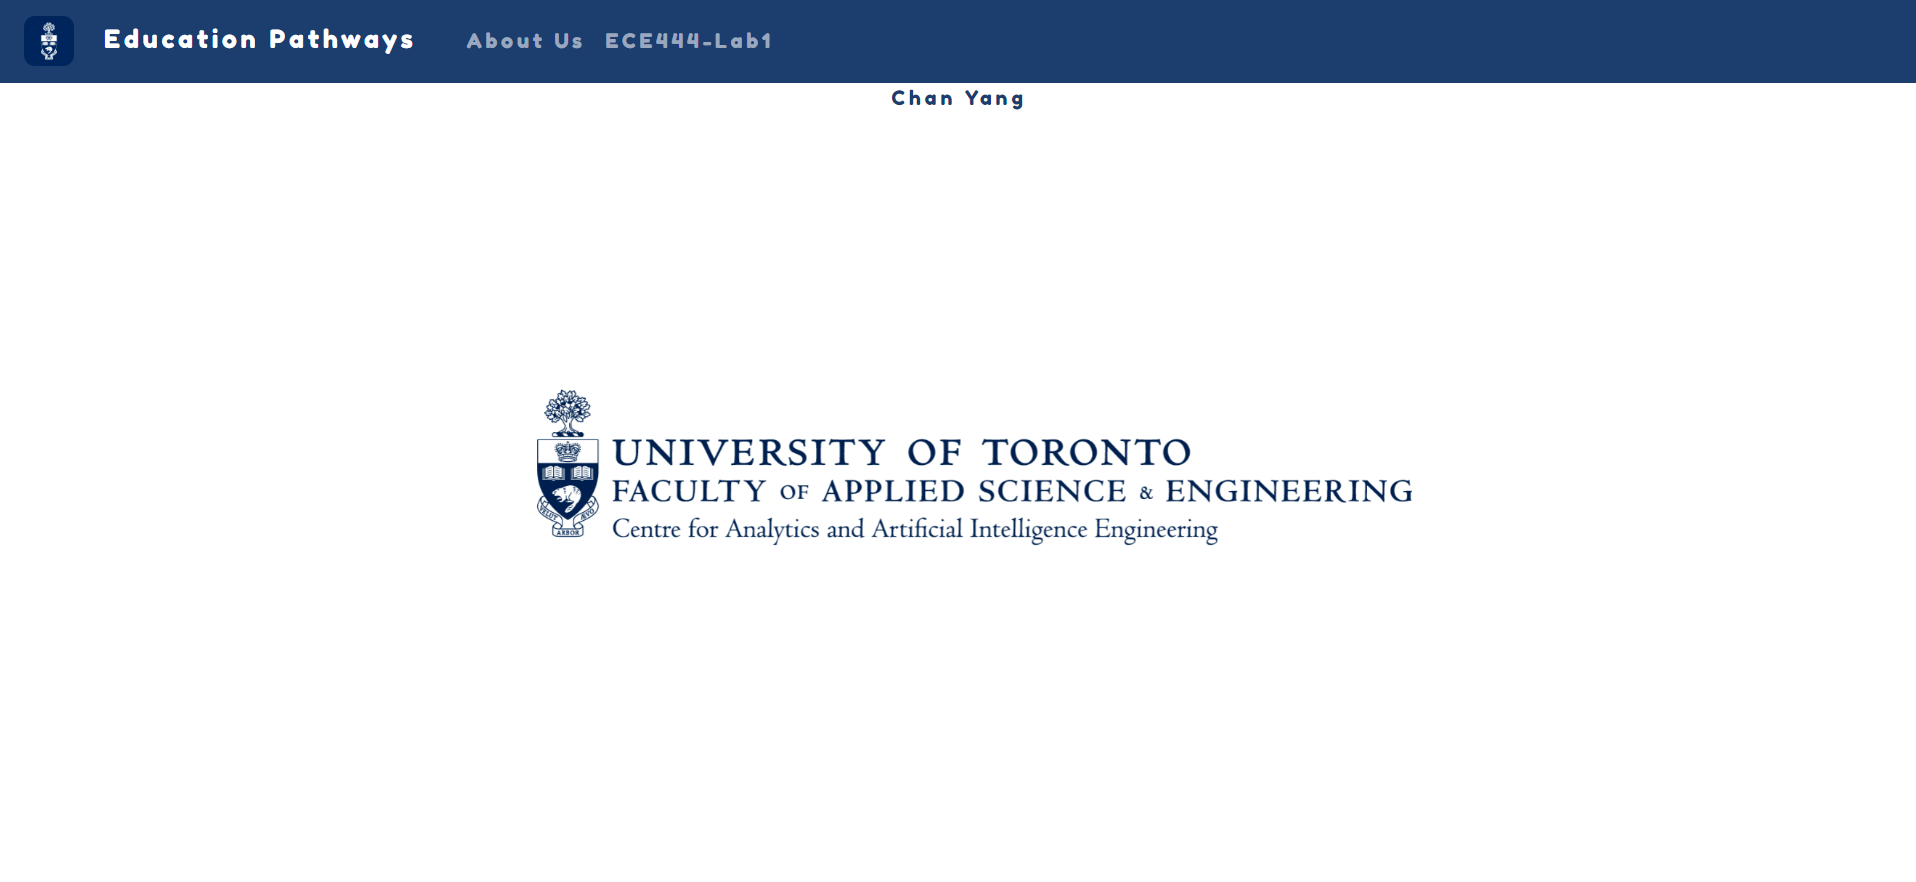 Education Pathways About Us ECE444-Lab1
Chan Yang
UNIVERSITY OF TORONTO
FACULTY OF APPLIED SCIENCE & ENGINEERING
Centre for Analytics and Artificial Intelligence Engineering
VELUT ARBOR ÆVO